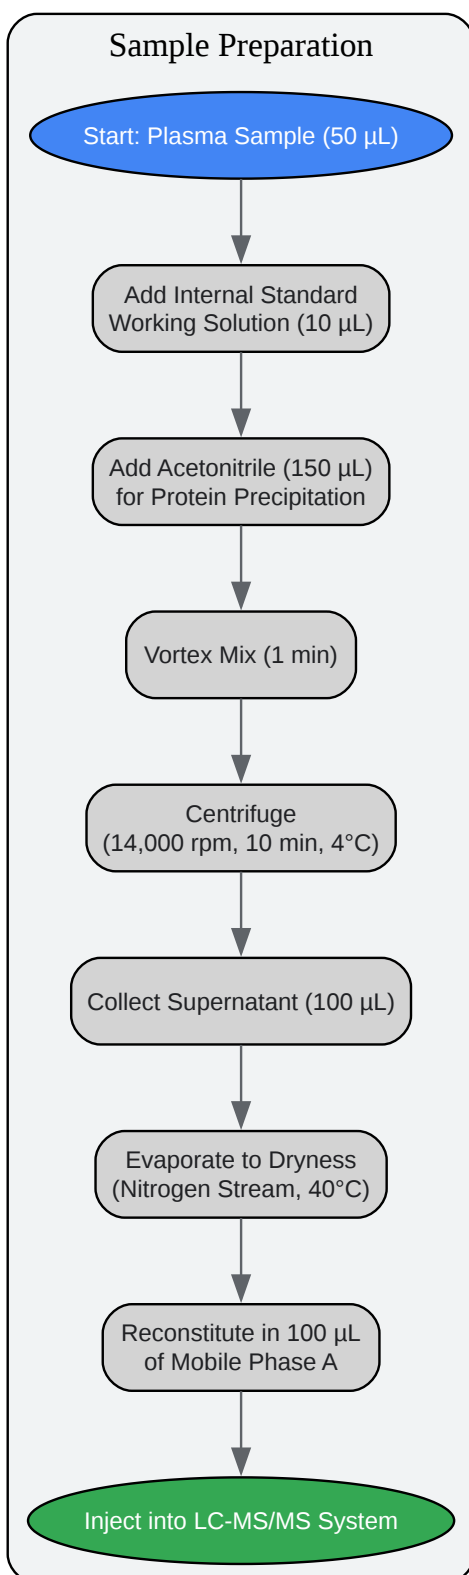 Sample Preparation
Start: Plasma Sample (50 µL)
Add Internal Standard
Working Solution (10 µL)
Add Acetonitrile (150 µL)
for Protein Precipitation
Vortex Mix (1 min)
Centrifuge
(14,000 rpm, 10 min, 4°C)
Collect Supernatant (100 µL)
Evaporate to Dryness
(Nitrogen Stream, 40°C)
Reconstitute in 100 µL
of Mobile Phase A
Inject into LC-MS/MS System